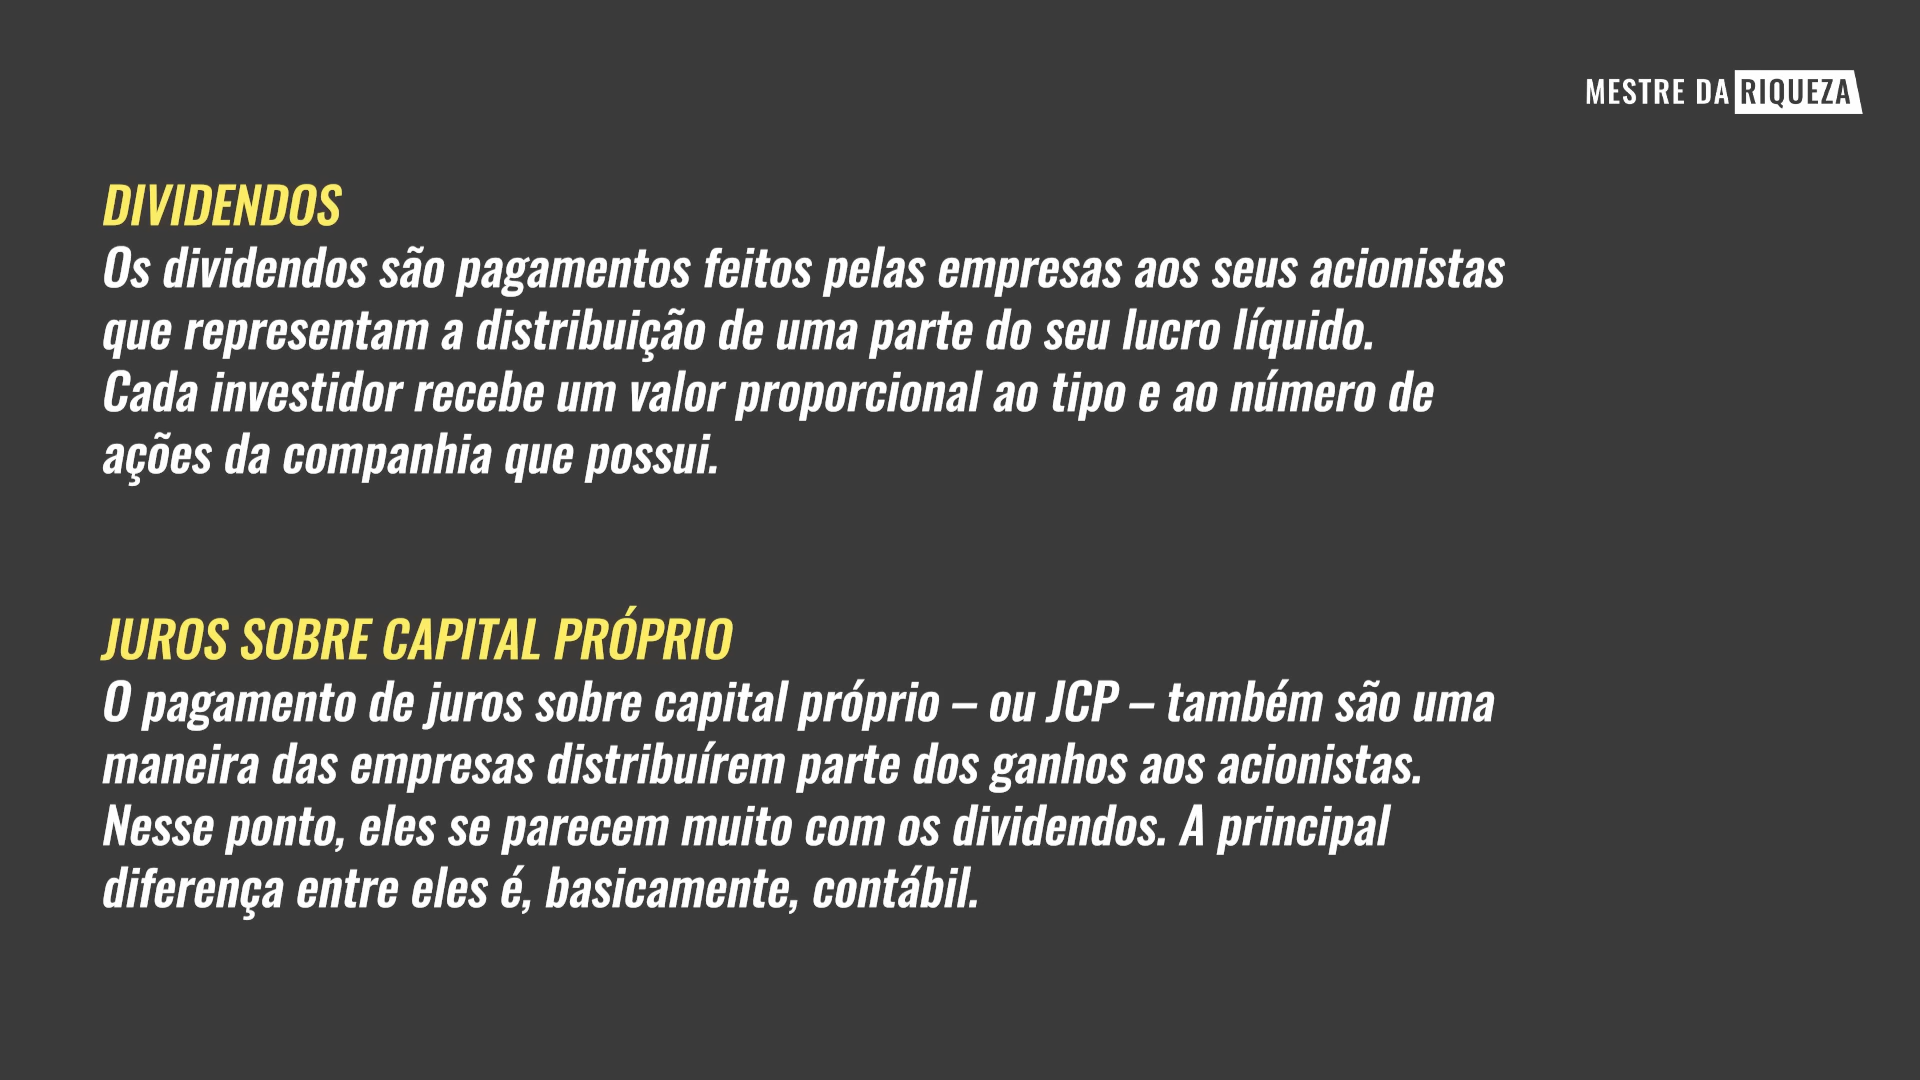 MESTRE DA RIQUEZA
DIVIDENDOS
Os dividendos são pagamentos feitos pelas empresas aos seus acionistas
que representam a distribuição de uma parte do seu lucro líquido.
Cada investidor recebe um valor proporcional ao tipo e ao número de
ações da companhia que possui.
JUROS SOBRE CAPITAL PRÓPRIO
O pagamento de juros sobre capital próprio – ou JCP – também são uma
maneira das empresas distribuírem parte dos ganhos aos acionistas.
Nesse ponto, eles se parecem muito com os dividendos. A principal
diferença entre eles é, basicamente, contábil.